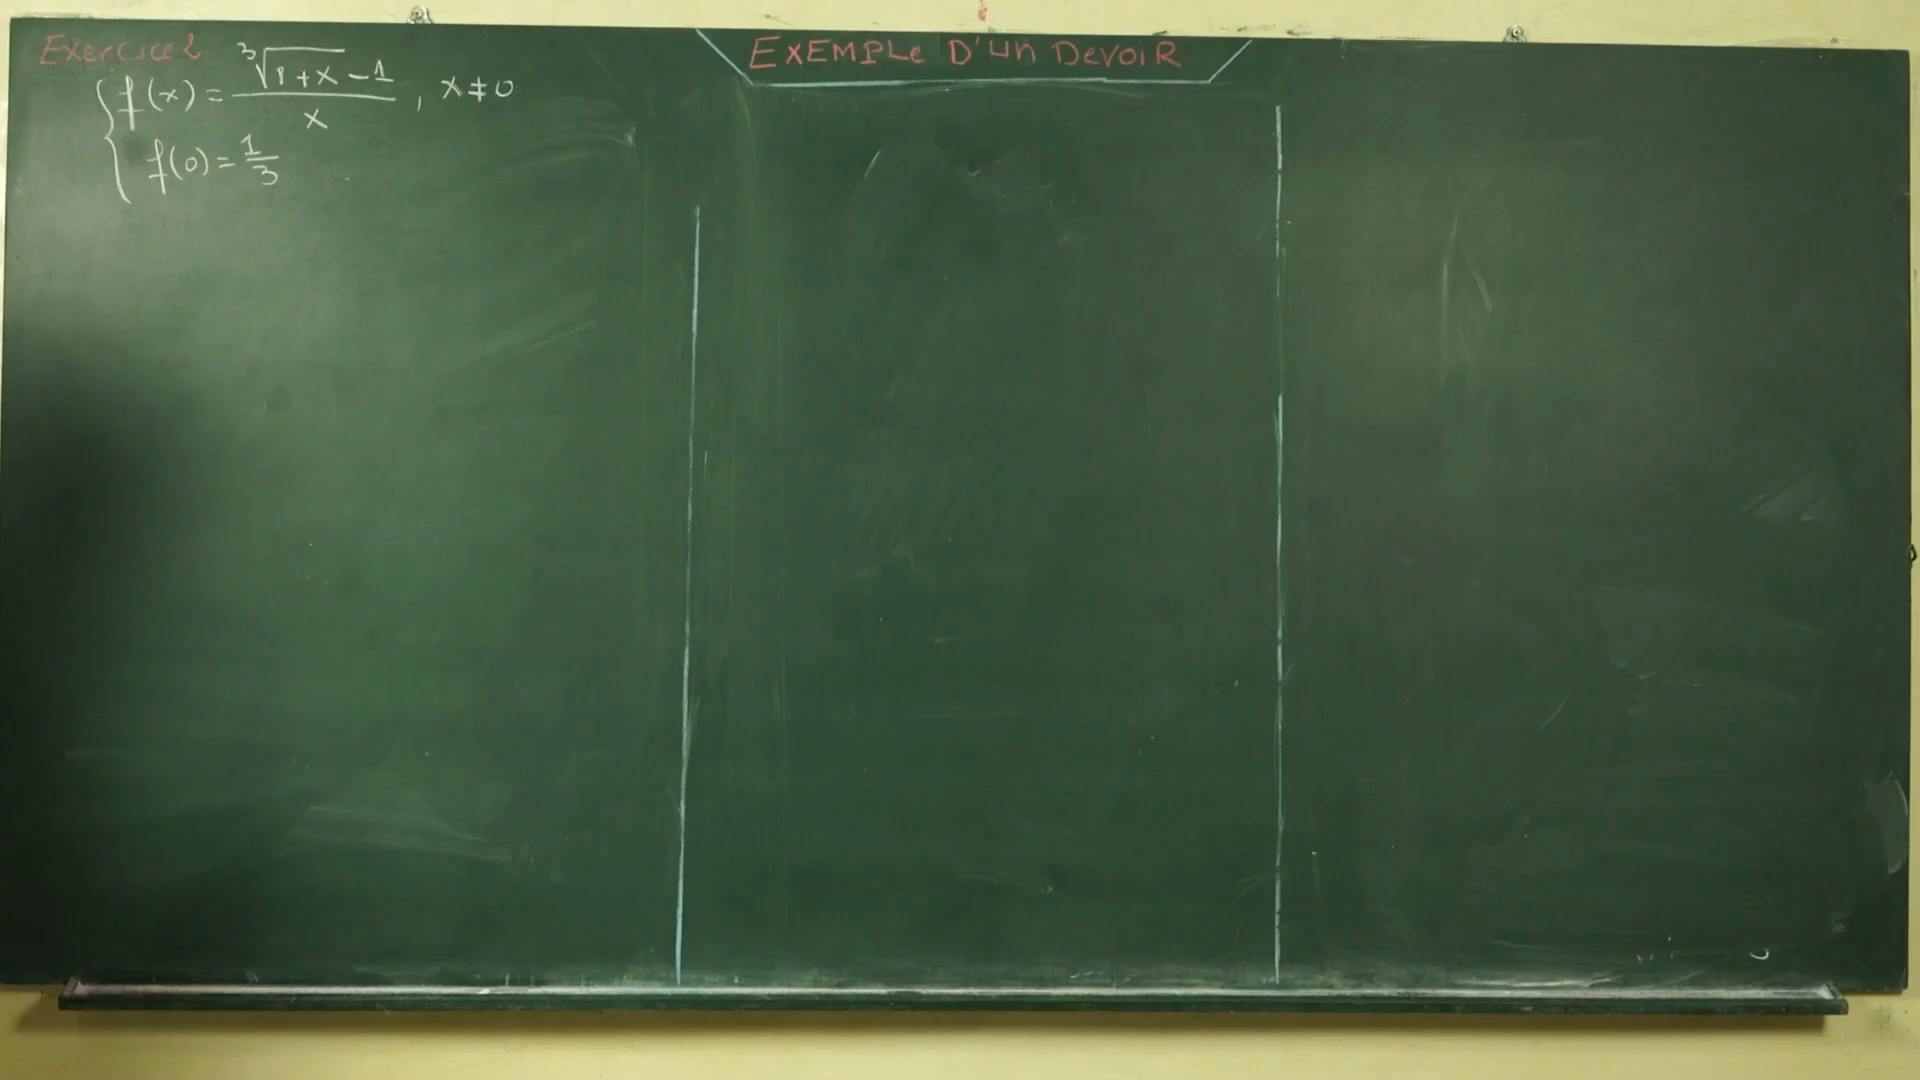 EXEMPLE D'UN DEVOIR
Exercice 2
f(x) = (∛(1+x) - 1) / x , x ≠ 0
f(0) = 1/3